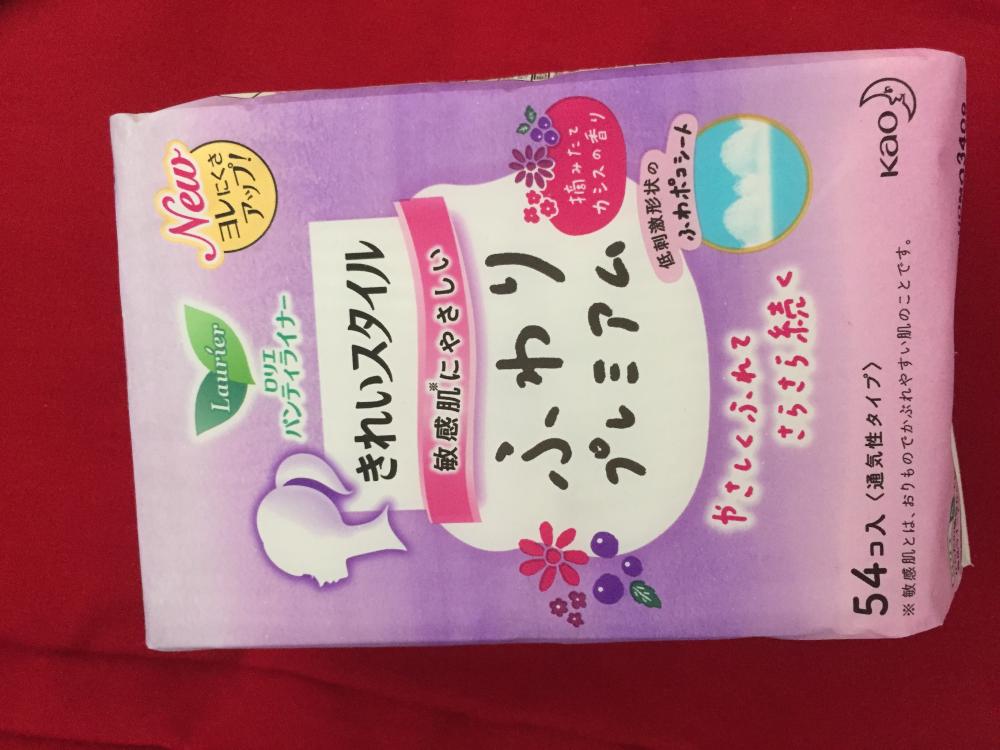 New
ヨレにくさ
アップ!
Laurier
ロリエ
パンティライナー
きれいスタイル
敏感肌※にやさしい
ふわり
プレミアム
摘みたて
カシスの香り
低刺激形状の
ふわポコシート
やさしくふれて
さらさら続く
54コ入〈通気性タイプ〉
※敏感肌とは、おりものでかぶれやすい肌のことです。
Kao